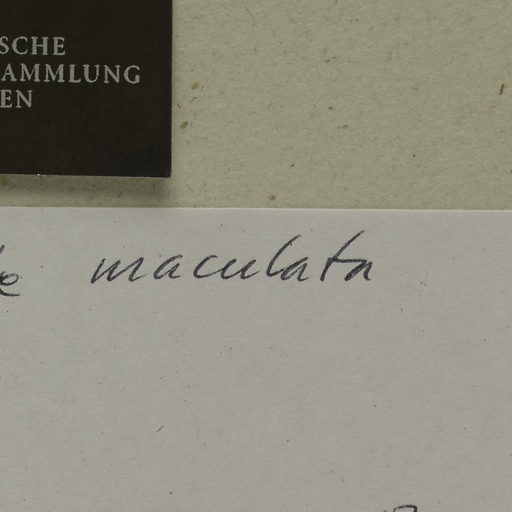 SCHE
AMMLUNG
EN
maculata